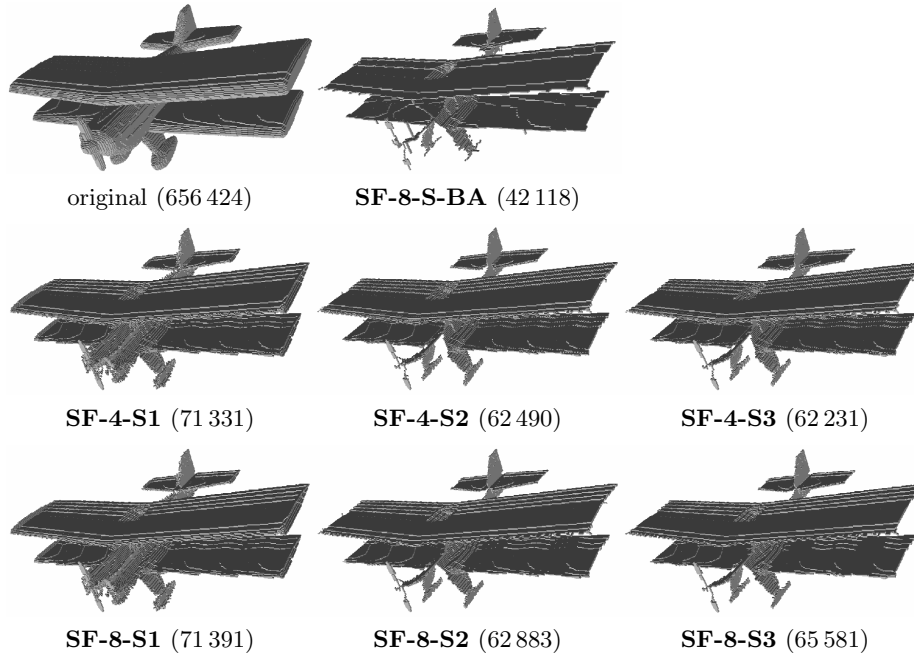 original (656 424) SF-8-S-BA (42 118)
SF-4-S1 (71 331) SF-4-S2 (62 490) SF-4-S3 (62 231)
SF-8-S1 (71 391) SF-8-S2 (62 883) SF-8-S3 (65 581)